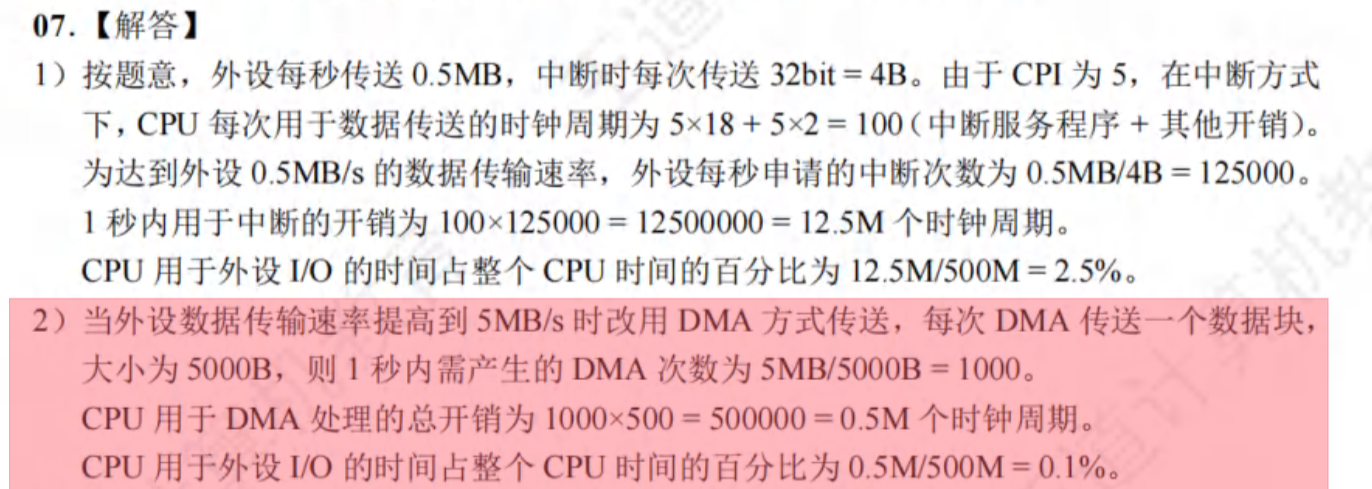 07.【解答】
1）按题意，外设每秒传送 0.5MB，中断时每次传送 32bit = 4B。由于 CPI 为 5，在中断方式
下，CPU 每次用于数据传送的时钟周期为 5×18 + 5×2 = 100（中断服务程序 + 其他开销）。
为达到外设 0.5MB/s 的数据传输速率，外设每秒申请的中断次数为 0.5MB/4B = 125000。
1 秒内用于中断的开销为 100×125000 = 12500000 = 12.5M 个时钟周期。
CPU 用于外设 I/O 的时间占整个 CPU 时间的百分比为 12.5M/500M = 2.5%。
2）当外设数据传输速率提高到 5MB/s 时改用 DMA 方式传送，每次 DMA 传送一个数据块，
大小为 5000B，则 1 秒内需产生的 DMA 次数为 5MB/5000B = 1000。
CPU 用于 DMA 处理的总开销为 1000×500 = 500000 = 0.5M 个时钟周期。
CPU 用于外设 I/O 的时间占整个 CPU 时间的百分比为 0.5M/500M = 0.1%。